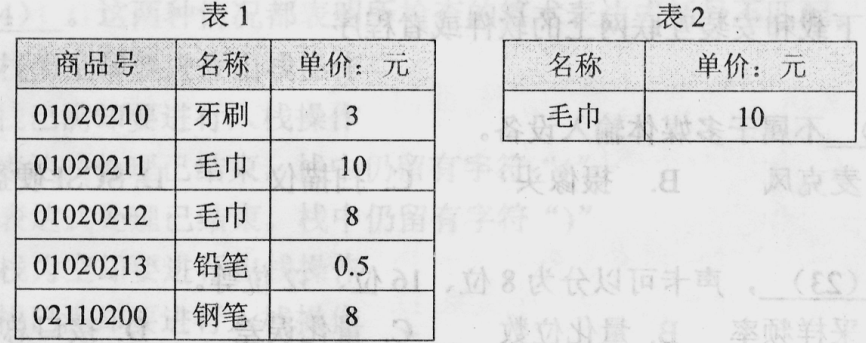 表 1
商品号 名称 单价：元
01020210 牙刷 3
01020211 毛巾 10
01020212 毛巾 8
01020213 铅笔 0.5
02110200 钢笔 8
表 2
名称 单价：元
毛巾 10